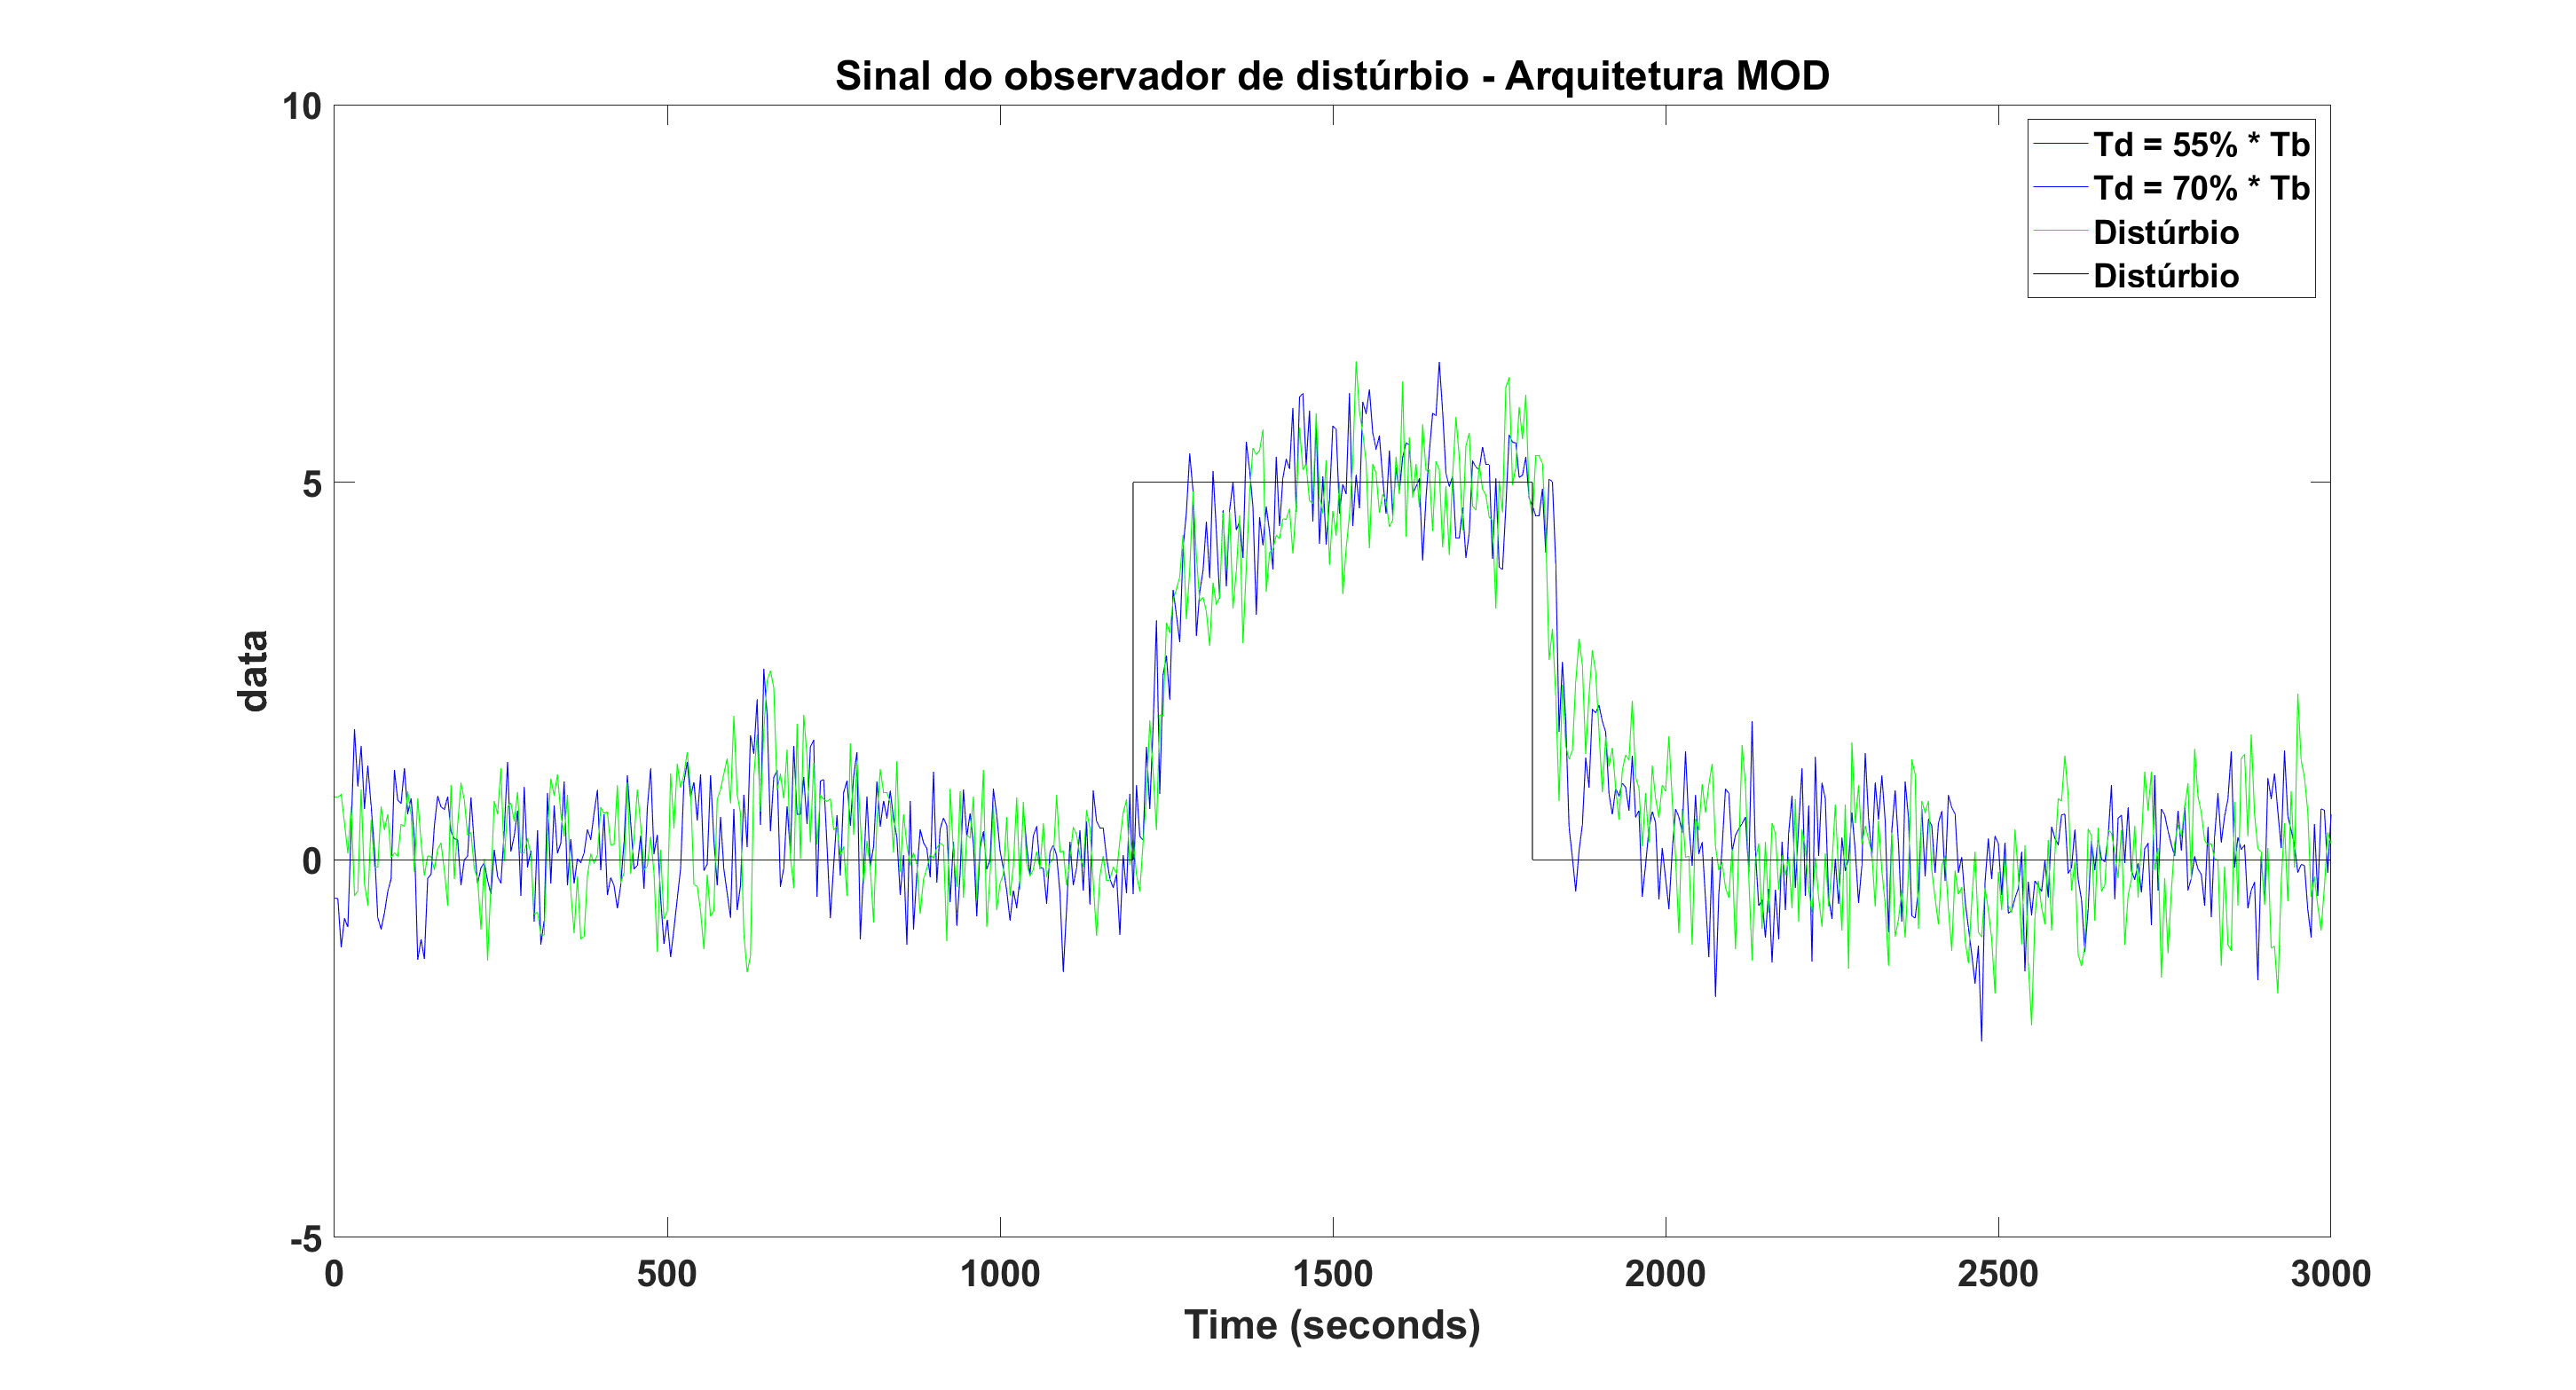 Sinal do observador de distúrbio - Arquitetura MOD
10
5
0
-5
data
Td = 55% * Tb
Td = 70% * Tb
Distúrbio
Distúrbio
0 500 1000 1500 2000 2500 3000
Time (seconds)